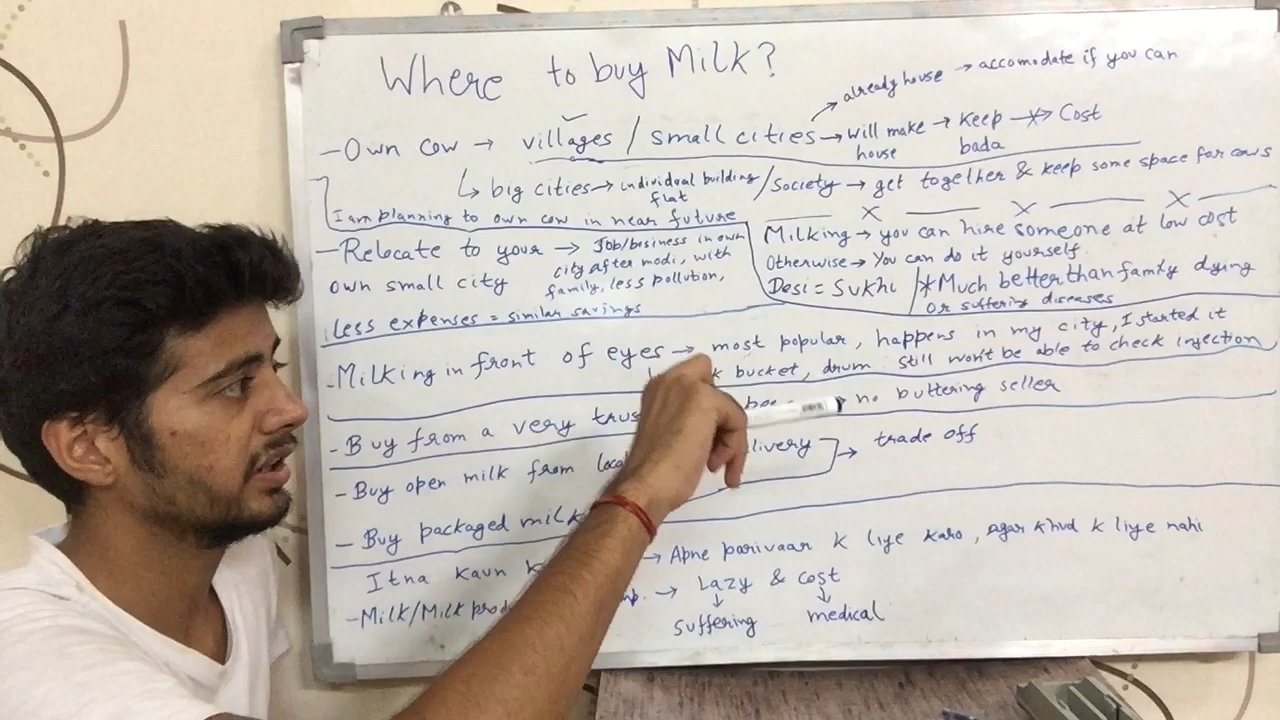 Where to buy Milk?
- Own cow → villages / small cities → will make house → Keep bada → Cost
→ already house → accomodate if you can
↳ big cities → individual building / flat / Society → get together & keep some space for cows
I am planning to own cow in near future
Milking → you can hire someone at low cost
Otherwise → You can do it yourself.
Desi = Sukhi / * Much better than family dying
or suffering diseases
- Relocate to your → Job/business in own
own small city city after modi, with
family, less pollution,
less expenses = similar savings
- Milking in front of eyes → most popular, happens in my city, I started it
bucket, drum still won't be able to check injection
- Buy from a very no buttering seller
- Buy open milk from → trade off
- Buy packaged milk
Itna Kaun → Apne parivaar k liye karo, agar khud k liye nahi
- Milk/Milk → Lazy & cost
↓ ↓
suffering medical